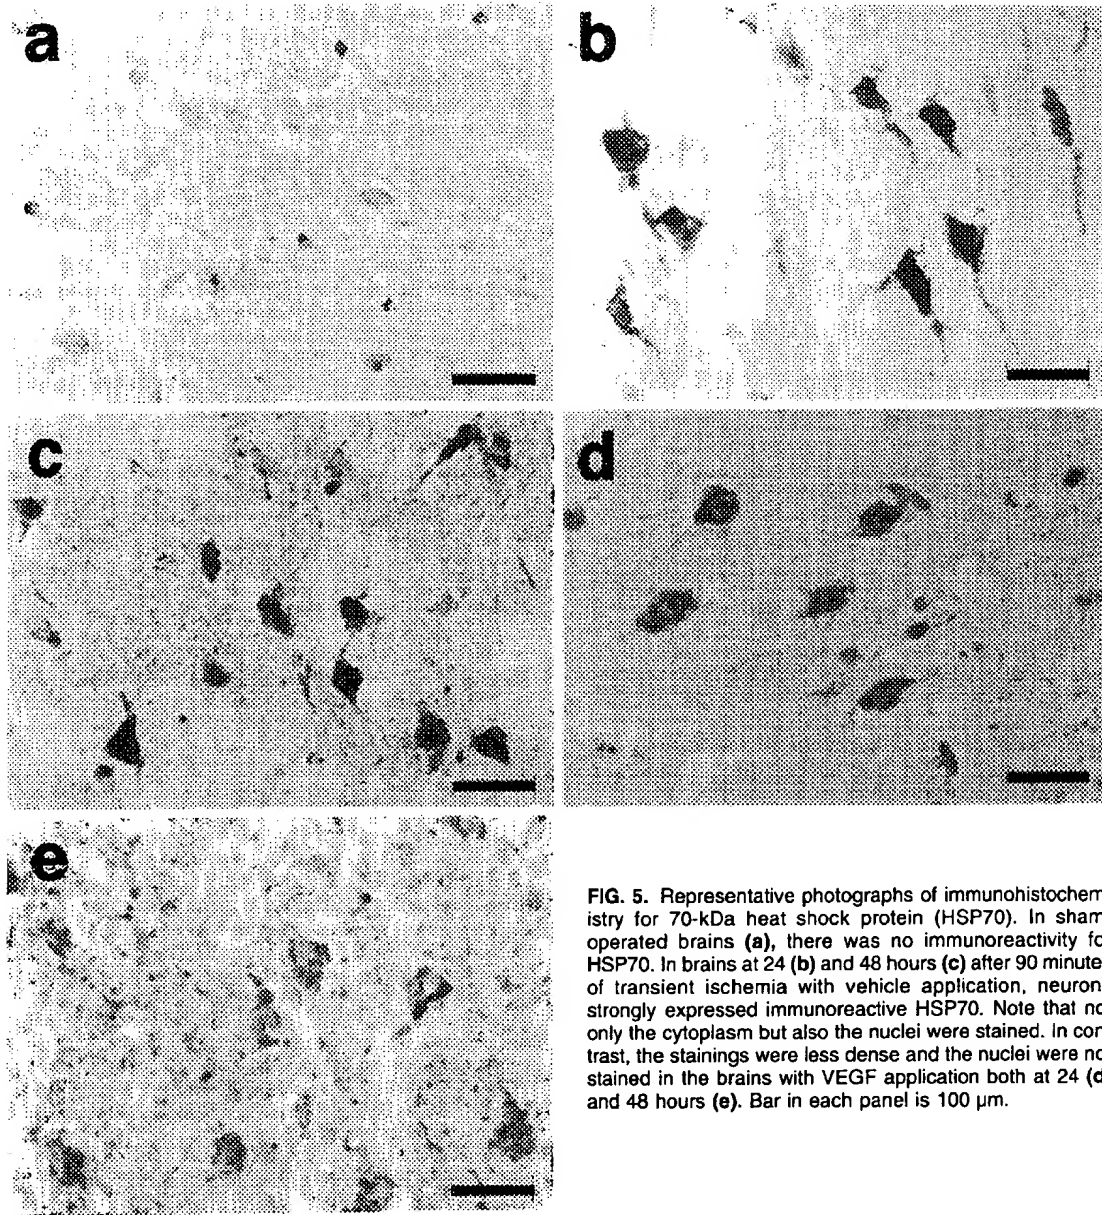 a
b
c
d
e
FIG. 5. Representative photographs of immunohistochem
istry for 70-kDa heat shock protein (HSP70). In sham
operated brains (a), there was no immunoreactivity fo
HSP70. In brains at 24 (b) and 48 hours (c) after 90 minute
of transient ischemia with vehicle application, neuron
strongly expressed immunoreactive HSP70. Note that no
only the cytoplasm but also the nuclei were stained. In con
trast, the stainings were less dense and the nuclei were no
stained in the brains with VEGF application both at 24 (d
and 48 hours (e). Bar in each panel is 100 μm.